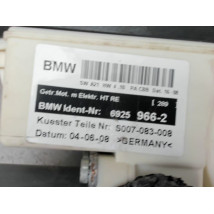 BMW
Getr.Mot. m Elektr. HT RE
BMW Ident-Nr: 6925 966-2
Kuester Teile Nr: S007-083-008
Datum: 04-06-08 >GERMANY<